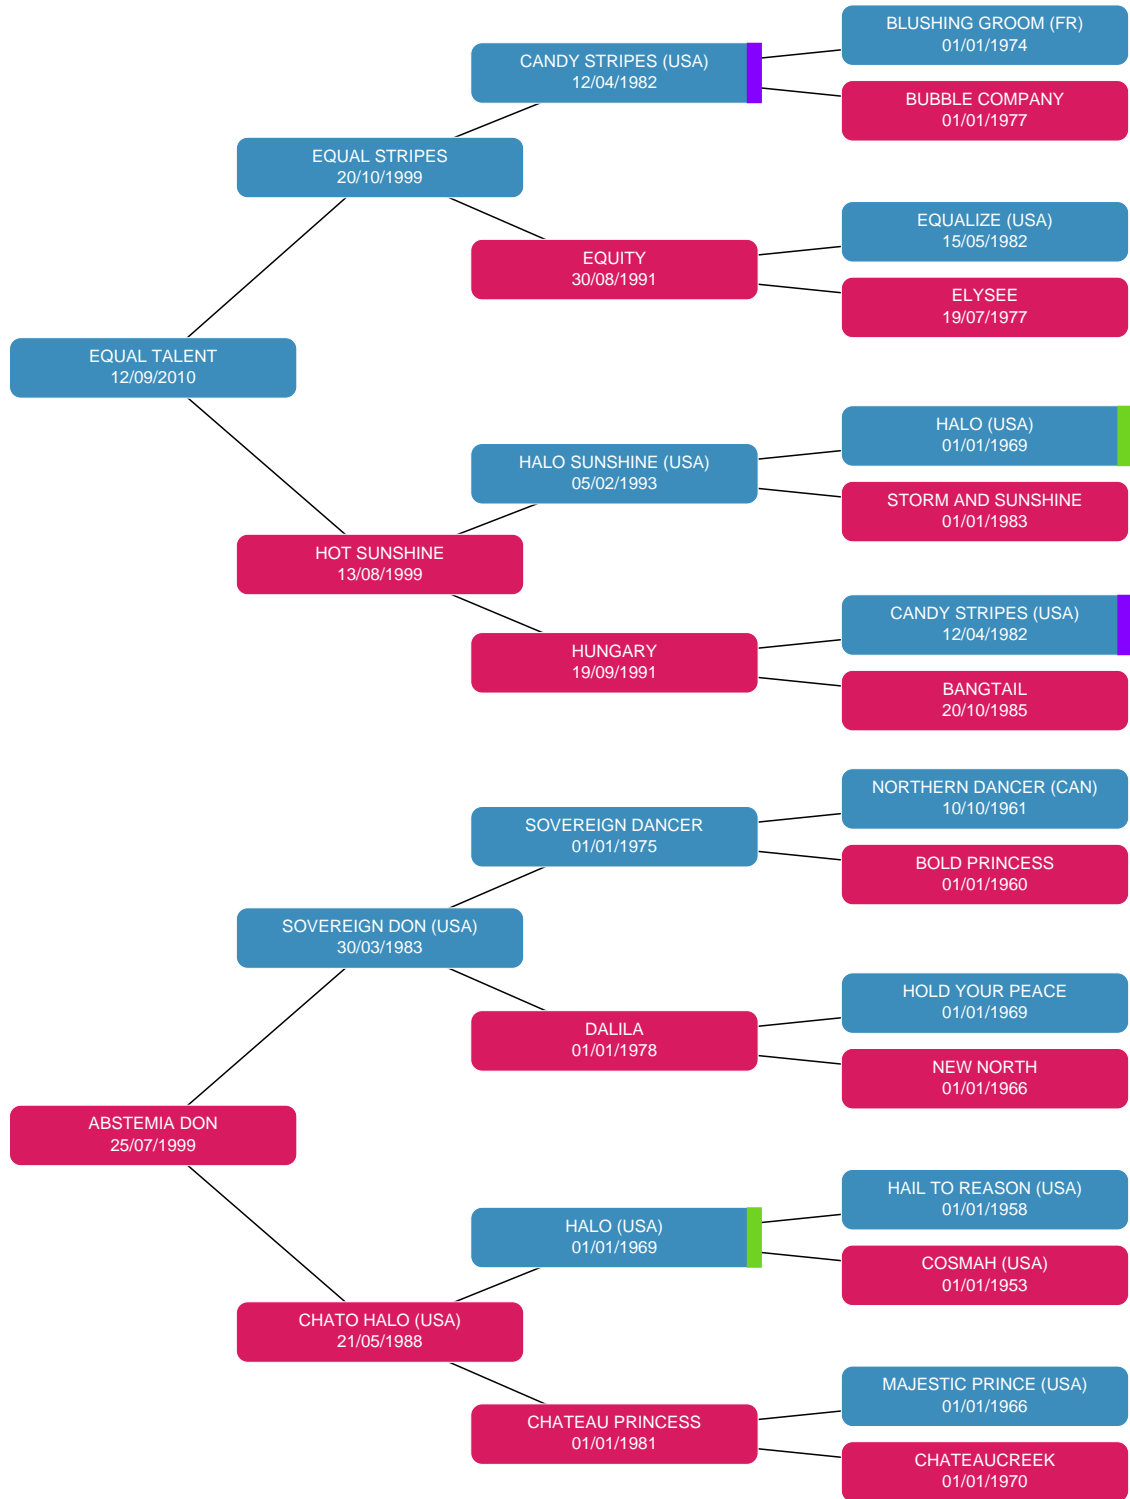 BLUSHING GROOM (FR)
01/01/1974
CANDY STRIPES (USA)
12/04/1982
BUBBLE COMPANY
01/01/1977
EQUAL STRIPES
20/10/1999
EQUALIZE (USA)
15/05/1982
EQUITY
30/08/1991
ELYSEE
19/07/1977
EQUAL TALENT
12/09/2010
HALO (USA)
01/01/1969
HALO SUNSHINE (USA)
05/02/1993
STORM AND SUNSHINE
01/01/1983
HOT SUNSHINE
13/08/1999
CANDY STRIPES (USA)
12/04/1982
HUNGARY
19/09/1991
BANGTAIL
20/10/1985
NORTHERN DANCER (CAN)
10/10/1961
SOVEREIGN DANCER
01/01/1975
BOLD PRINCESS
01/01/1960
SOVEREIGN DON (USA)
30/03/1983
HOLD YOUR PEACE
01/01/1969
DALILA
01/01/1978
NEW NORTH
01/01/1966
ABSTEMIA DON
25/07/1999
HAIL TO REASON (USA)
01/01/1958
HALO (USA)
01/01/1969
COSMAH (USA)
01/01/1953
CHATO HALO (USA)
21/05/1988
MAJESTIC PRINCE (USA)
01/01/1966
CHATEAU PRINCESS
01/01/1981
CHATEAUCREEK
01/01/1970